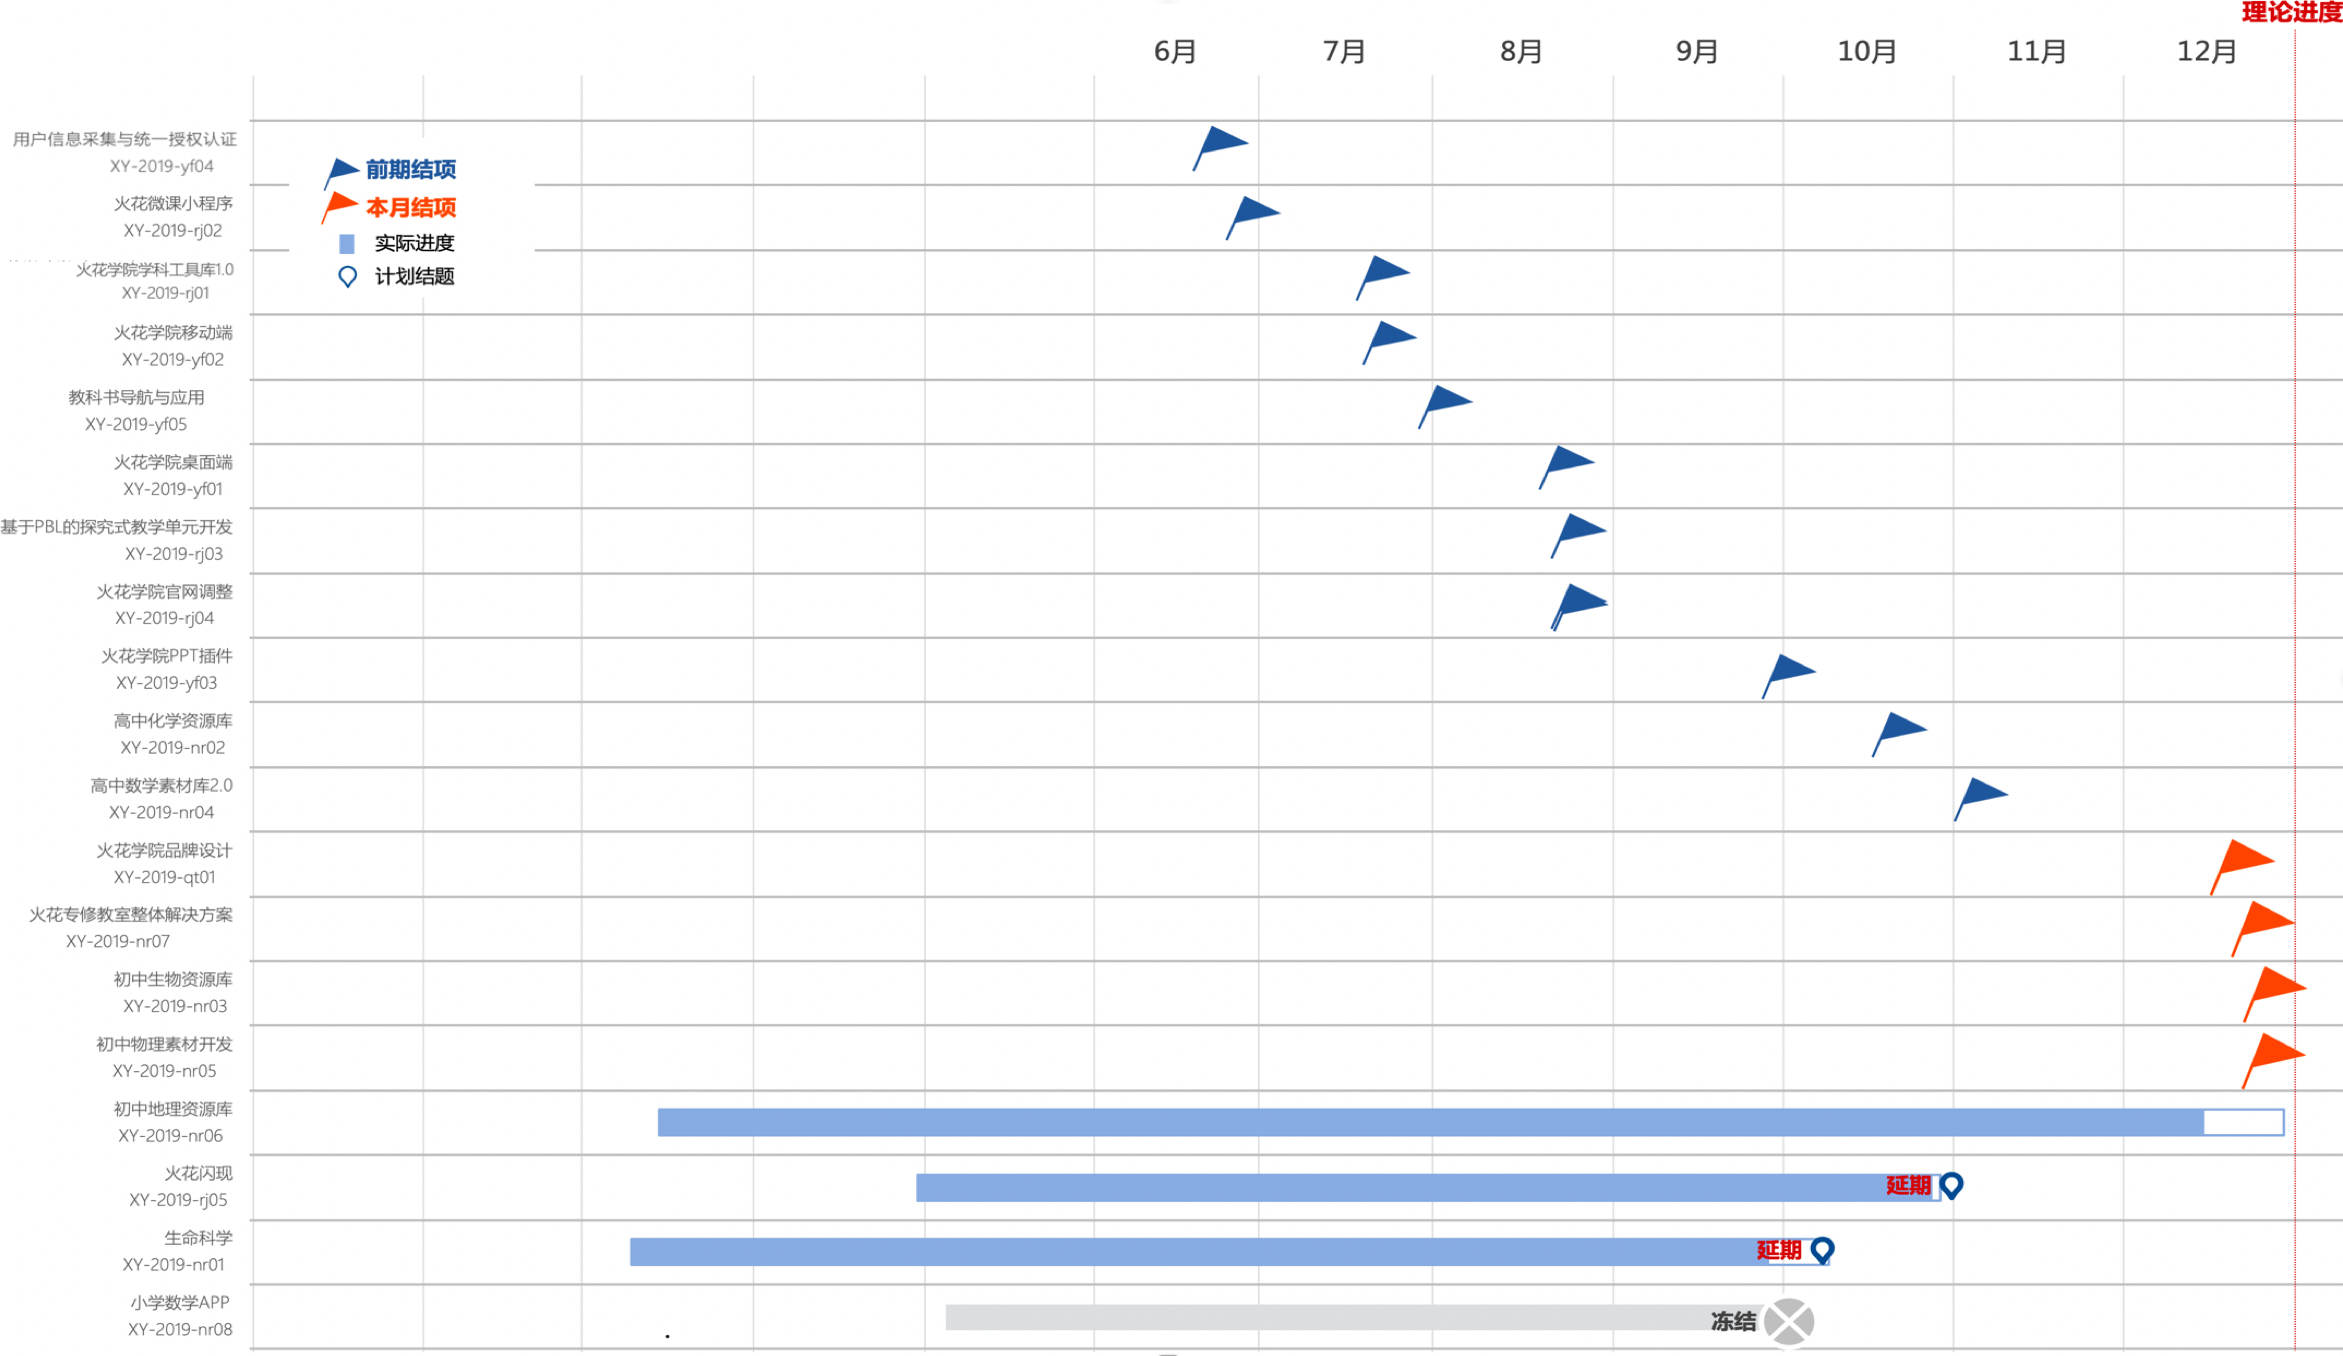 理论进度
6月 7月 8月 9月 10月 11月 12月
用户信息采集与统一授权认证
XY-2019-yf04
前期结项
本月结项
实际进度
计划结题
火花微课小程序
XY-2019-rj02
火花学院学科工具库1.0
XY-2019-rj01
火花学院移动端
XY-2019-yf02
教科书导航与应用
XY-2019-yf05
火花学院桌面端
XY-2019-yf01
基于PBL的探究式教学单元开发
XY-2019-rj03
火花学院官网调整
XY-2019-rj04
火花学院PPT插件
XY-2019-yf03
高中化学资源库
XY-2019-nr02
高中数学素材库2.0
XY-2019-nr04
火花学院品牌设计
XY-2019-qt01
火花专修教室整体解决方案
XY-2019-nr07
初中生物资源库
XY-2019-nr03
初中物理素材开发
XY-2019-nr05
初中地理资源库
XY-2019-nr06
火花闪现
XY-2019-rj05
延期
生命科学
XY-2019-nr01
延期
小学数学APP
XY-2019-nr08
冻结